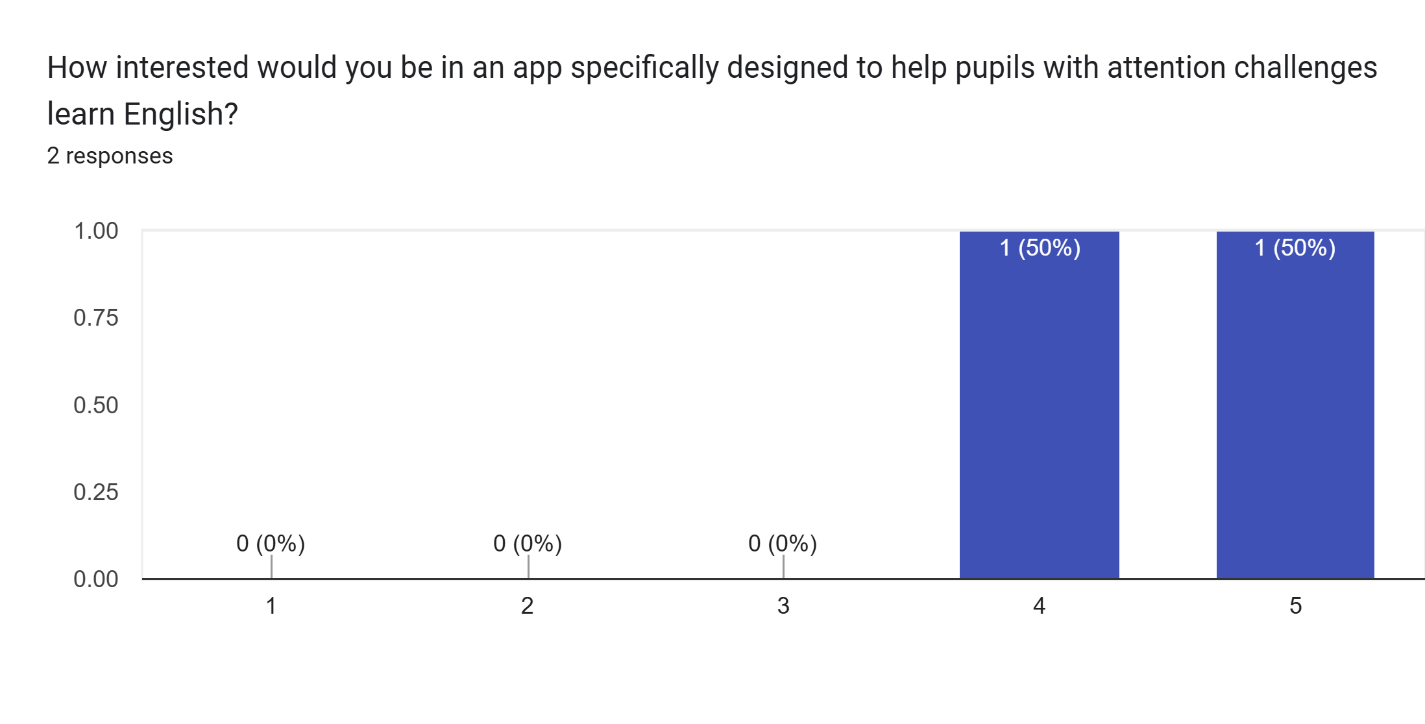 How interested would you be in an app specifically designed to help pupils with attention challenges
learn English?
2 responses
1.00
1 (50%) 1 (50%)
0.75
0.50
0.25
0 (0%) 0 (0%) 0 (0%)
0.00
1 2 3 4 5